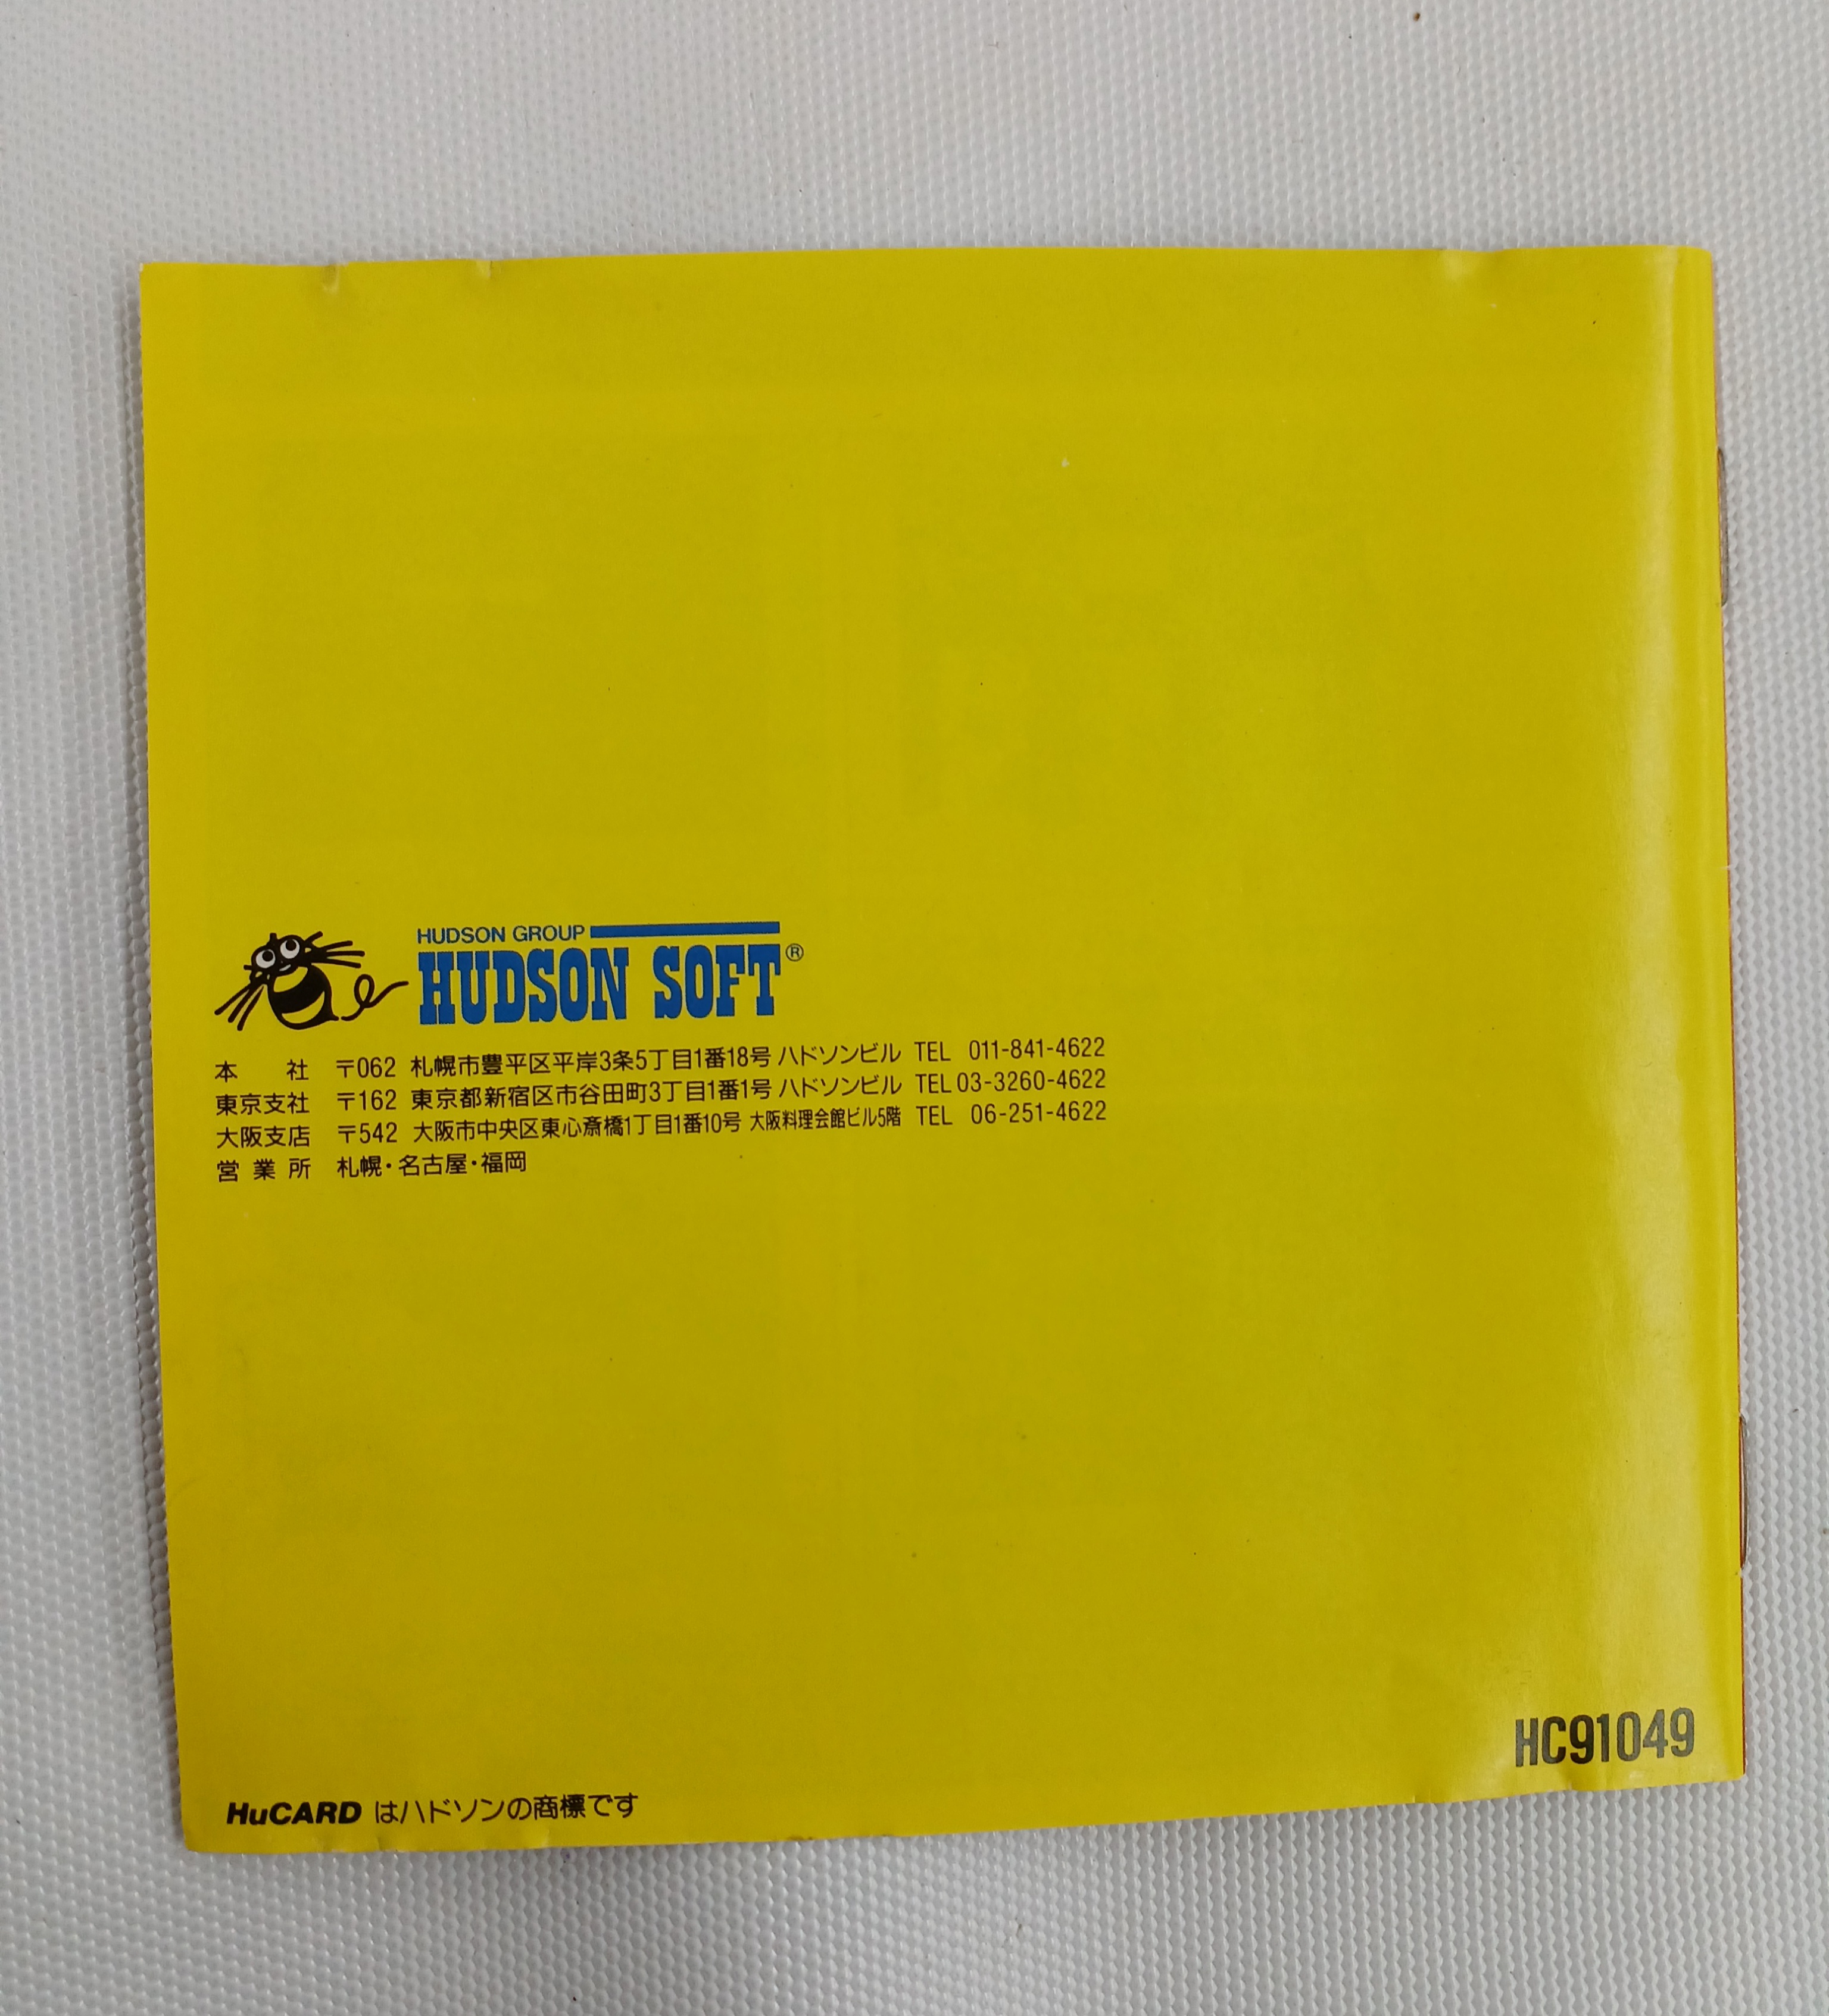 HUDSON GROUP
HUDSON SOFT®
本　社 〒062 札幌市豊平区平岸3条5丁目1番18号 ハドソンビル TEL 011-841-4622
東京支社 〒162 東京都新宿区市谷田町3丁目1番1号 ハドソンビル TEL 03-3260-4622
大阪支店 〒542 大阪市中央区東心斎橋1丁目1番10号 大阪料理会館ビル5階 TEL 06-251-4622
営業所 札幌・名古屋・福岡
HC91049
HuCARD はハドソンの商標です